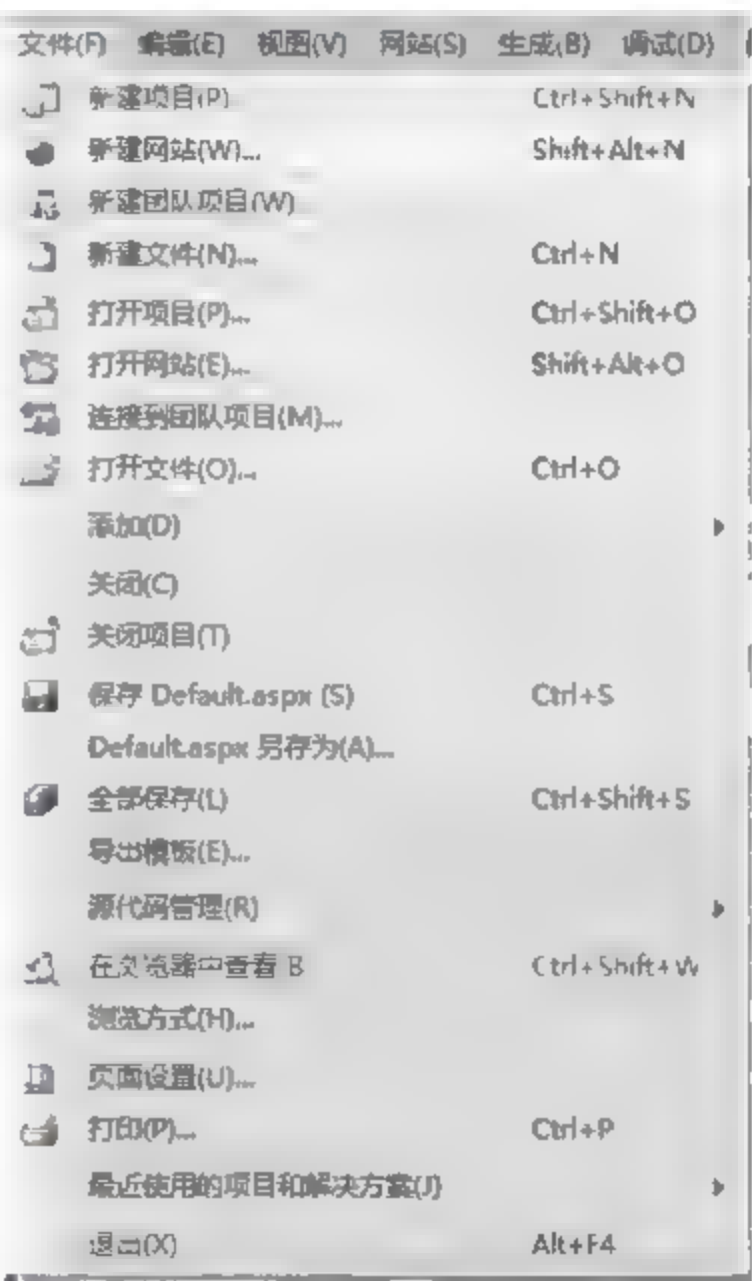 文件(F) 编辑(E) 视图(V) 网站(S) 生成(B) 调试(D)
新建项目(P) Ctrl+Shift+N
新建网站(W)... Shift+Alt+N
新建团队项目(W)
新建文件(N)... Ctrl+N
打开项目(P)... Ctrl+Shift+O
打开网站(E)... Shift+Alt+O
连接到团队项目(M)...
打开文件(O)... Ctrl+O
添加(D)
关闭(C)
关闭项目(T)
保存 Default.aspx (S) Ctrl+S
Default.aspx 另存为(A)...
全部保存(L) Ctrl+Shift+S
导出模板(E)...
源代码管理(R)
在浏览器中查看 B Ctrl+Shift+W
浏览方式(H)...
页面设置(U)...
打印(P)... Ctrl+P
最近使用的项目和解决方案(J)
退出(X) Alt+F4